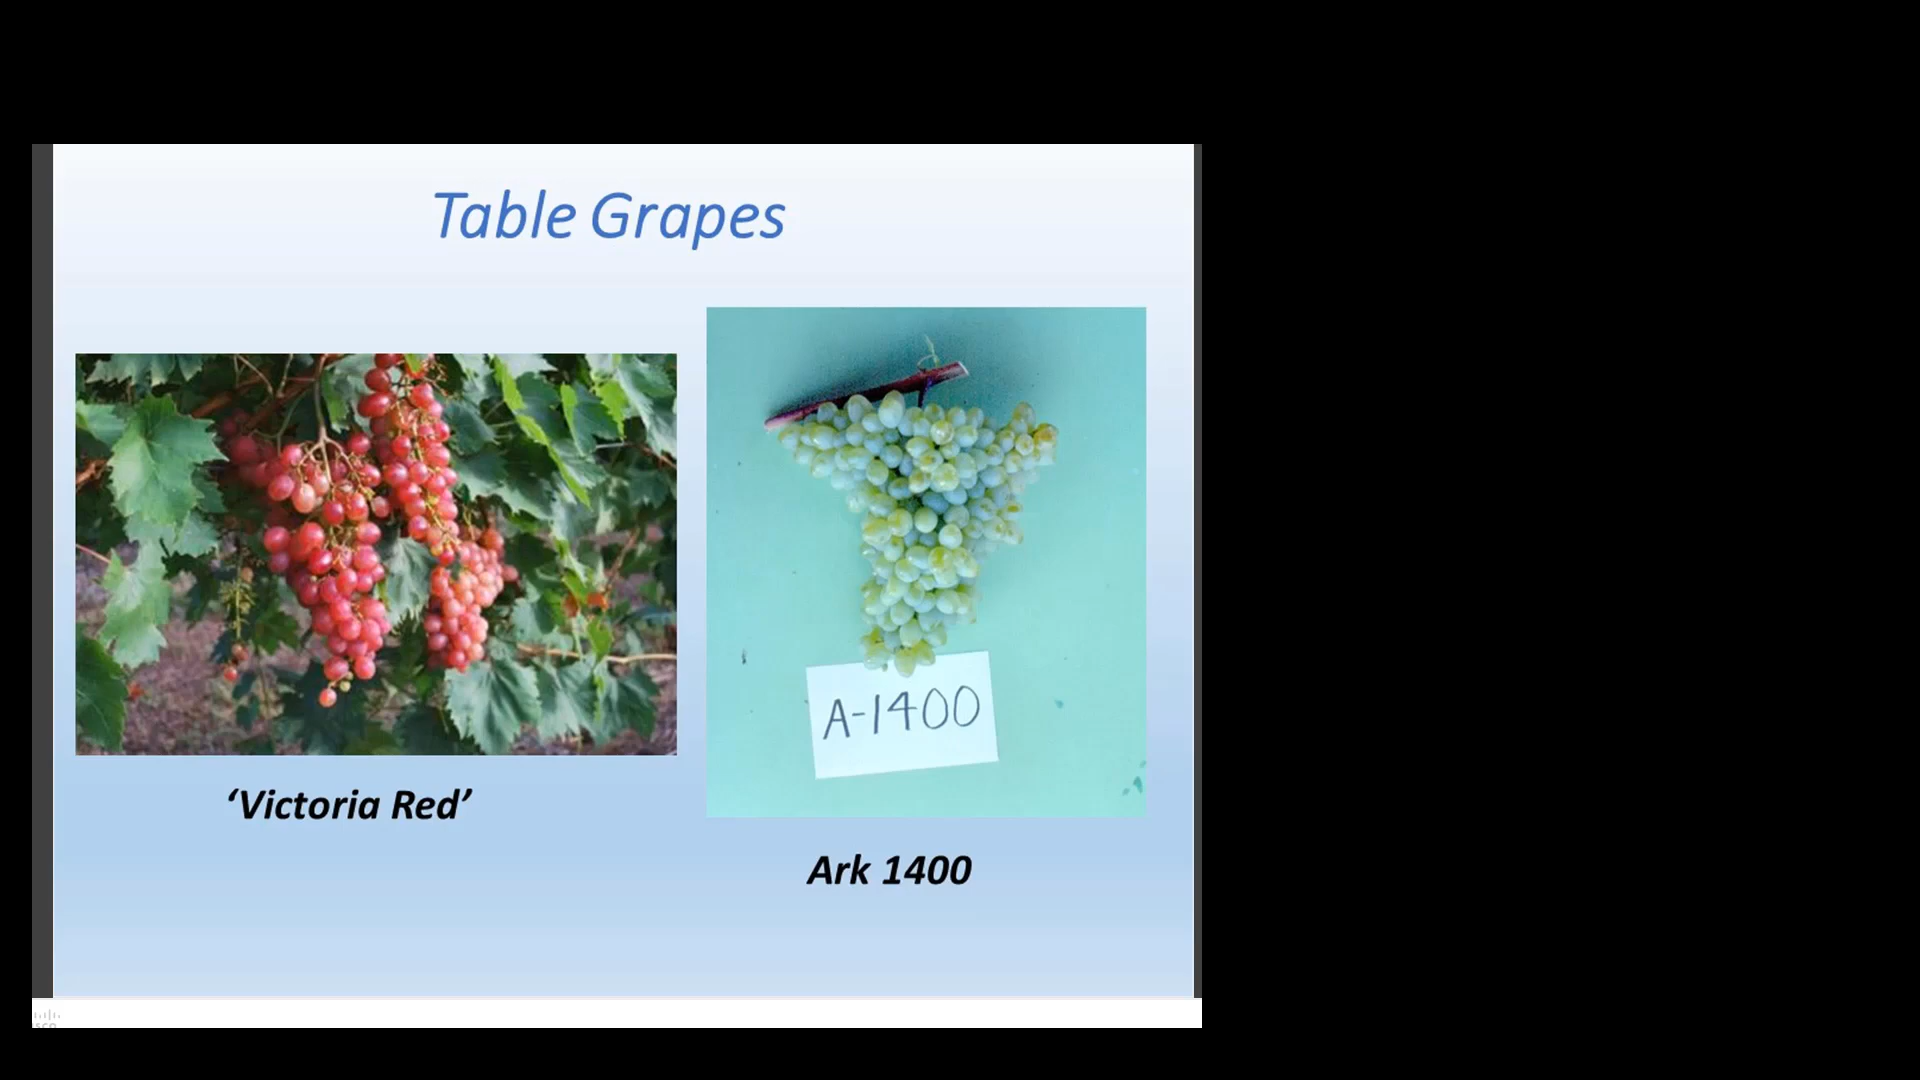 Table Grapes
A-1400
‘Victoria Red’
Ark 1400